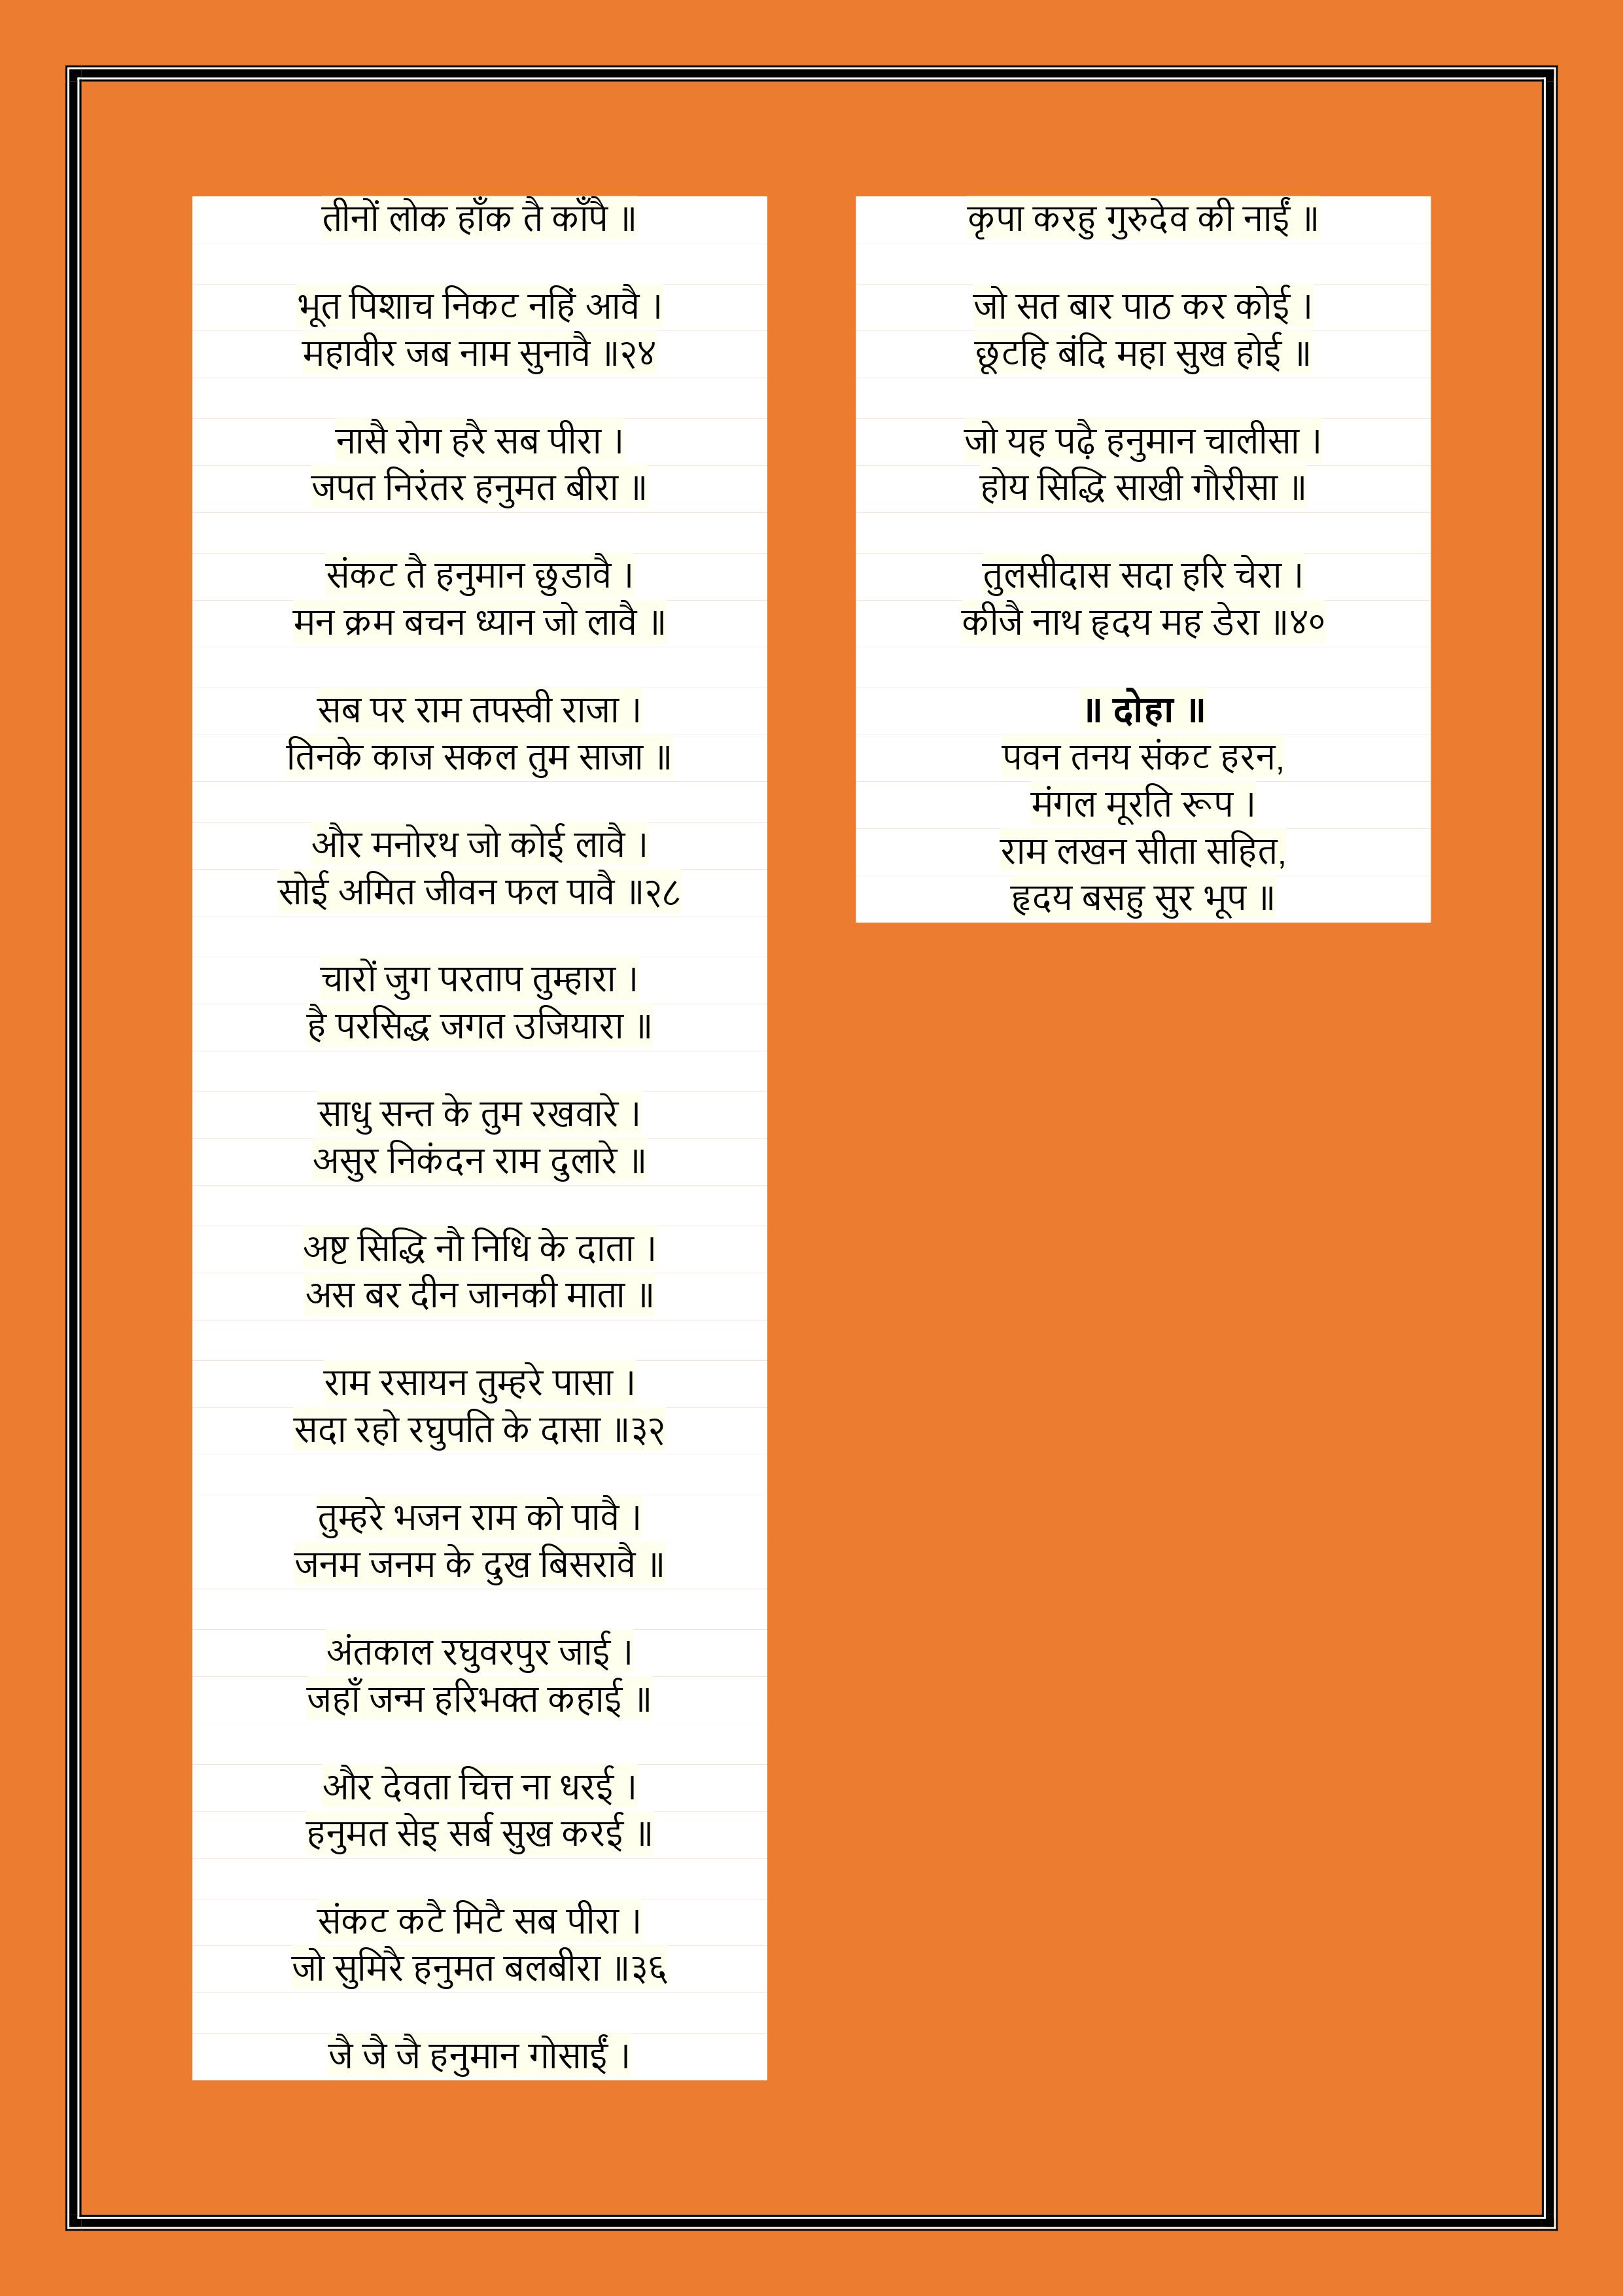 तीनों लोक हाँक तै काँपै ॥
भूत पिशाच निकट नहिं आवै ।
महावीर जब नाम सुनावै ॥२४
नासै रोग हरै सब पीरा ।
जपत निरंतर हनुमत बीरा ॥
संकट तै हनुमान छुडावै ।
मन क्रम बचन ध्यान जो लावै ॥
सब पर राम तपस्वी राजा ।
तिनके काज सकल तुम साजा ॥
और मनोरथ जो कोई लावै ।
सोई अमित जीवन फल पावै ॥२८
चारों जुग परताप तुम्हारा ।
है परसिद्ध जगत उजियारा ॥
साधु सन्त के तुम रखवारे ।
असुर निकंदन राम दुलारे ॥
अष्ट सिद्धि नौ निधि के दाता ।
अस बर दीन जानकी माता ॥
राम रसायन तुम्हरे पासा ।
सदा रहो रघुपति के दासा ॥३२
तुम्हरे भजन राम को पावै ।
जनम जनम के दुख बिसरावै ॥
अंतकाल रघुवरपुर जाई ।
जहाँ जन्म हरिभक्त कहाई ॥
और देवता चित्त ना धरई ।
हनुमत सेइ सर्ब सुख करई ॥
संकट कटै मिटै सब पीरा ।
जो सुमिरै हनुमत बलबीरा ॥३६
जै जै जै हनुमान गोसाईं ।
कृपा करहु गुरुदेव की नाईं ॥
जो सत बार पाठ कर कोई ।
छूटहि बंदि महा सुख होई ॥
जो यह पढ़ै हनुमान चालीसा ।
होय सिद्धि साखी गौरीसा ॥
तुलसीदास सदा हरि चेरा ।
कीजै नाथ हृदय मह डेरा ॥४०
॥ दोहा ॥
पवन तनय संकट हरन,
मंगल मूरति रूप ।
राम लखन सीता सहित,
हृदय बसहु सुर भूप ॥